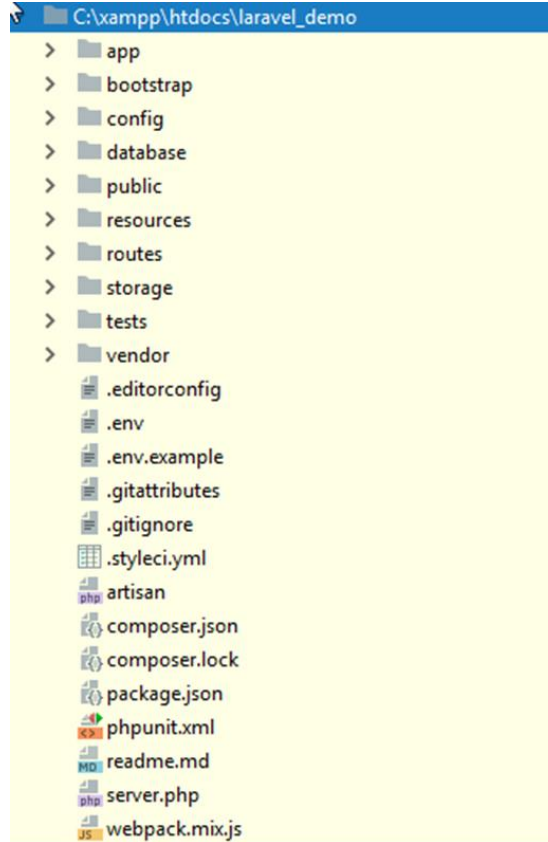 C:\xampp\htdocs\laravel_demo
app
bootstrap
config
database
public
resources
routes
storage
tests
vendor
.editorconfig
.env
.env.example
.gitattributes
.gitignore
.styleci.yml
php artisan
composer.json
composer.lock
package.json
phpunit.xml
MD readme.md
php server.php
JS webpack.mix.js